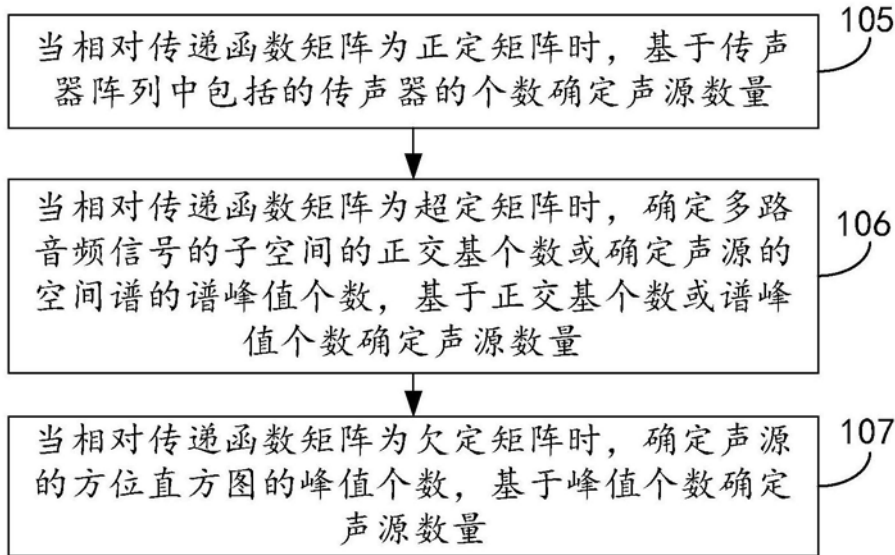 当相对传递函数矩阵为正定矩阵时，基于传声
器阵列中包括的传声器的个数确定声源数量
105
当相对传递函数矩阵为超定矩阵时，确定多路
音频信号的子空间的正交基个数或确定声源的
空间谱的谱峰值个数，基于正交基个数或谱峰
值个数确定声源数量
106
当相对传递函数矩阵为欠定矩阵时，确定声源
的方位直方图的峰值个数，基于峰值个数确定
声源数量
107